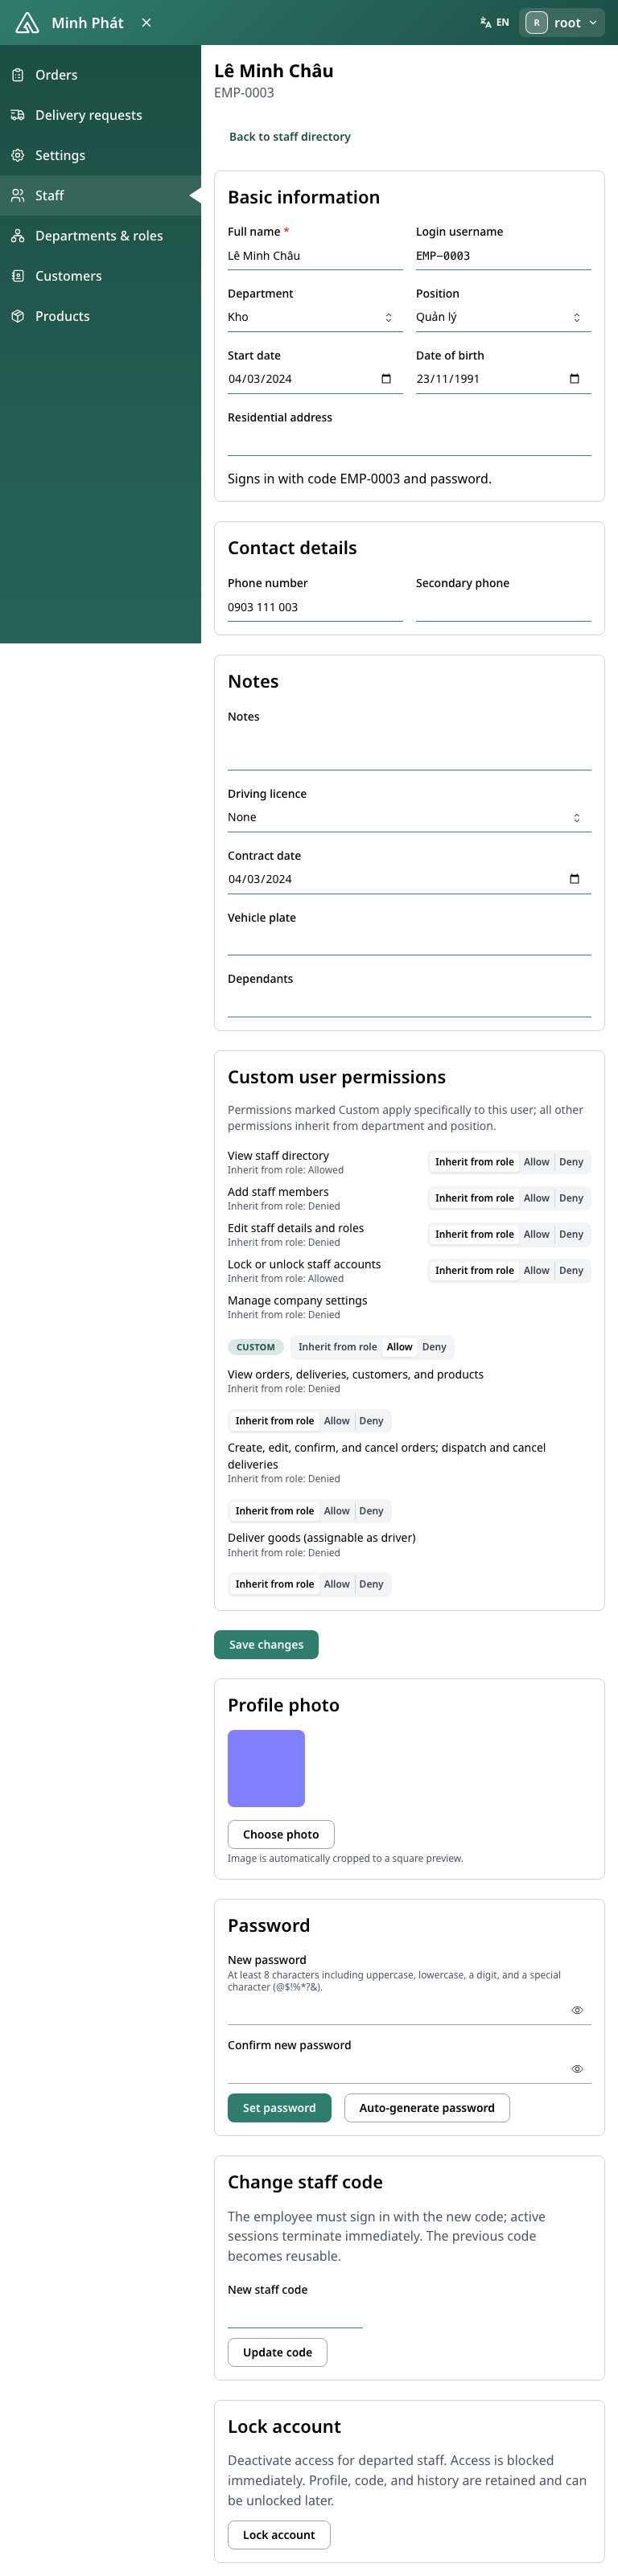 Minh Phát
EN
R
root
Orders
Delivery requests
Settings
Staff
Departments & roles
Customers
Products
Lê Minh Châu
EMP-0003
Back to staff directory
Basic information
Full name *
Login username
Lê Minh Châu
EMP-0003
Department
Position
Kho
Quản lý
Start date
Date of birth
04/03/2024
23/11/1991
Residential address
Signs in with code EMP-0003 and password.
Contact details
Phone number
Secondary phone
0903 111 003
Notes
Notes
Driving licence
None
Contract date
04/03/2024
Vehicle plate
Dependants
Custom user permissions
Permissions marked Custom apply specifically to this user; all other
permissions inherit from department and position.
View staff directory
Inherit from role: Allowed
Inherit from role Allow Deny
Add staff members
Inherit from role: Denied
Inherit from role Allow Deny
Edit staff details and roles
Inherit from role: Denied
Inherit from role Allow Deny
Lock or unlock staff accounts
Inherit from role: Allowed
Inherit from role Allow Deny
Manage company settings
Inherit from role: Denied
CUSTOM Inherit from role Allow Deny
View orders, deliveries, customers, and products
Inherit from role: Denied
Inherit from role Allow Deny
Create, edit, confirm, and cancel orders; dispatch and cancel
deliveries
Inherit from role: Denied
Inherit from role Allow Deny
Deliver goods (assignable as driver)
Inherit from role: Denied
Inherit from role Allow Deny
Save changes
Profile photo
Choose photo
Image is automatically cropped to a square preview.
Password
New password
At least 8 characters including uppercase, lowercase, a digit, and a special
character (@$!%*?&).
Confirm new password
Set password
Auto-generate password
Change staff code
The employee must sign in with the new code; active
sessions terminate immediately. The previous code
becomes reusable.
New staff code
Update code
Lock account
Deactivate access for departed staff. Access is blocked
immediately. Profile, code, and history are retained and can
be unlocked later.
Lock account